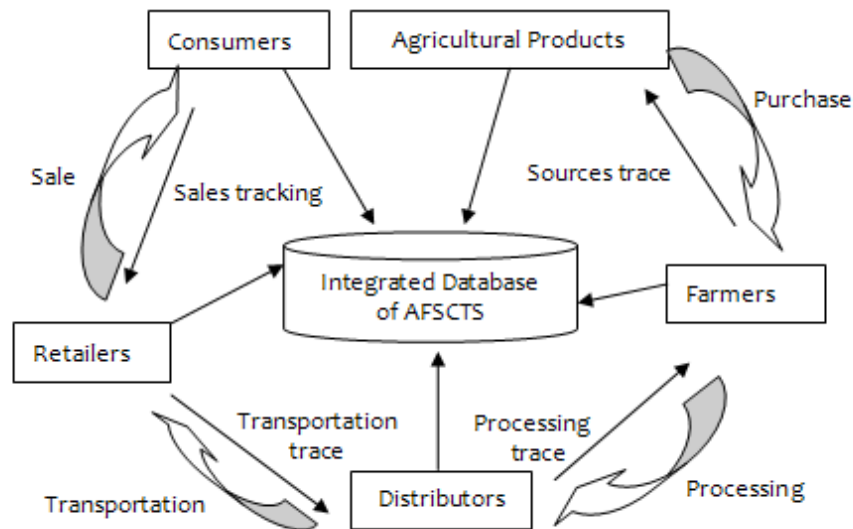 Consumers
Agricultural Products
Purchase
Sale
Sales tracking
Sources trace
Integrated Database
of AFSCTS
Farmers
Retailers
Transportation
trace
Processing
trace
Transportation
Distributors
Processing